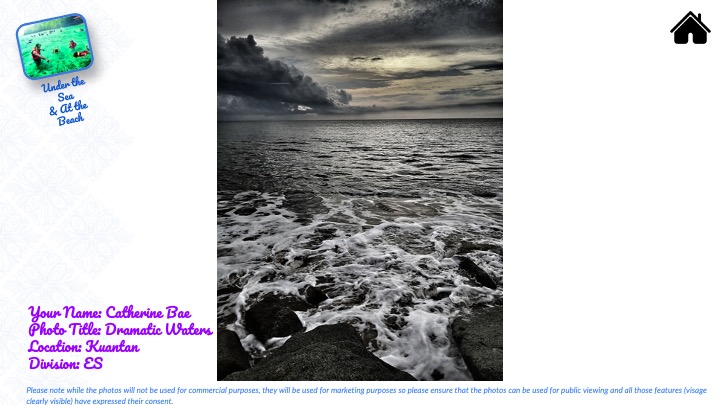 Under the
Sea
& At the
Beach
Your Name: Catherine Bae
Photo Title: Dramatic Waters
Location: Kuantan
Division: ES
Please note while the photos will not be used for commercial purposes, they will be used for marketing purposes so please ensure that the photos can be used for public viewing and all those features (visage
clearly visible) have expressed their consent.